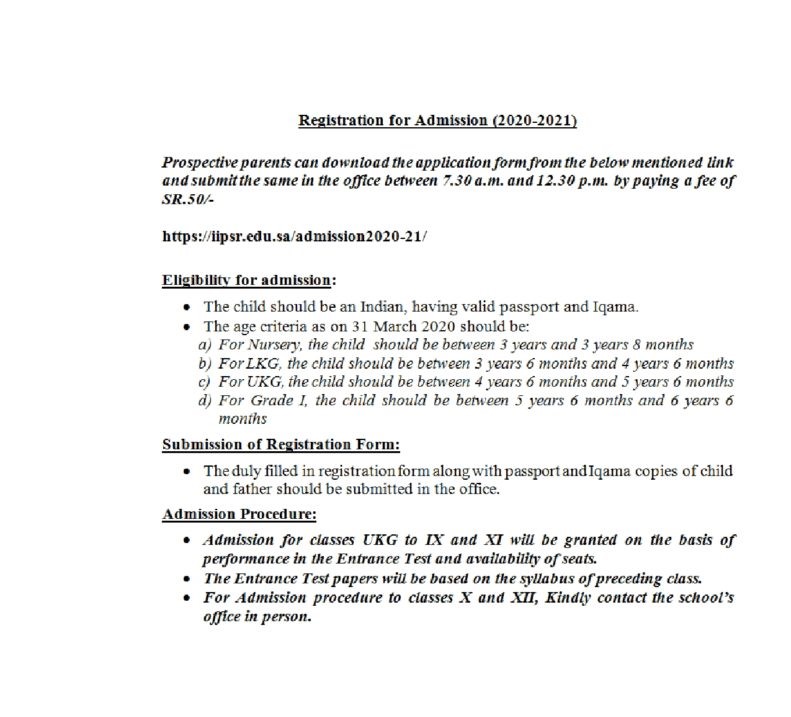 Registration for Admission (2020-2021)
Prospective parents can download the application form from the below mentioned link
and submit the same in the office between 7.30 a.m. and 12.30 p.m. by paying a fee of
SR.50/-
https://iipsr.edu.sa/admission2020-21/
Eligibility for admission:
• The child should be an Indian, having valid passport and Iqama.
• The age criteria as on 31 March 2020 should be:
a) For Nursery, the child should be between 3 years and 3 years 8 months
b) For LKG, the child should be between 3 years 6 months and 4 years 6 months
c) For UKG, the child should be between 4 years 6 months and 5 years 6 months
d) For Grade I, the child should be between 5 years 6 months and 6 years 6
months
Submission of Registration Form:
• The duly filled in registration form along with passport and Iqama copies of child
and father should be submitted in the office.
Admission Procedure:
• Admission for classes UKG to IX and XI will be granted on the basis of
performance in the Entrance Test and availability of seats.
• The Entrance Test papers will be based on the syllabus of preceding class.
• For Admission procedure to classes X and XII, Kindly contact the school's
office in person.